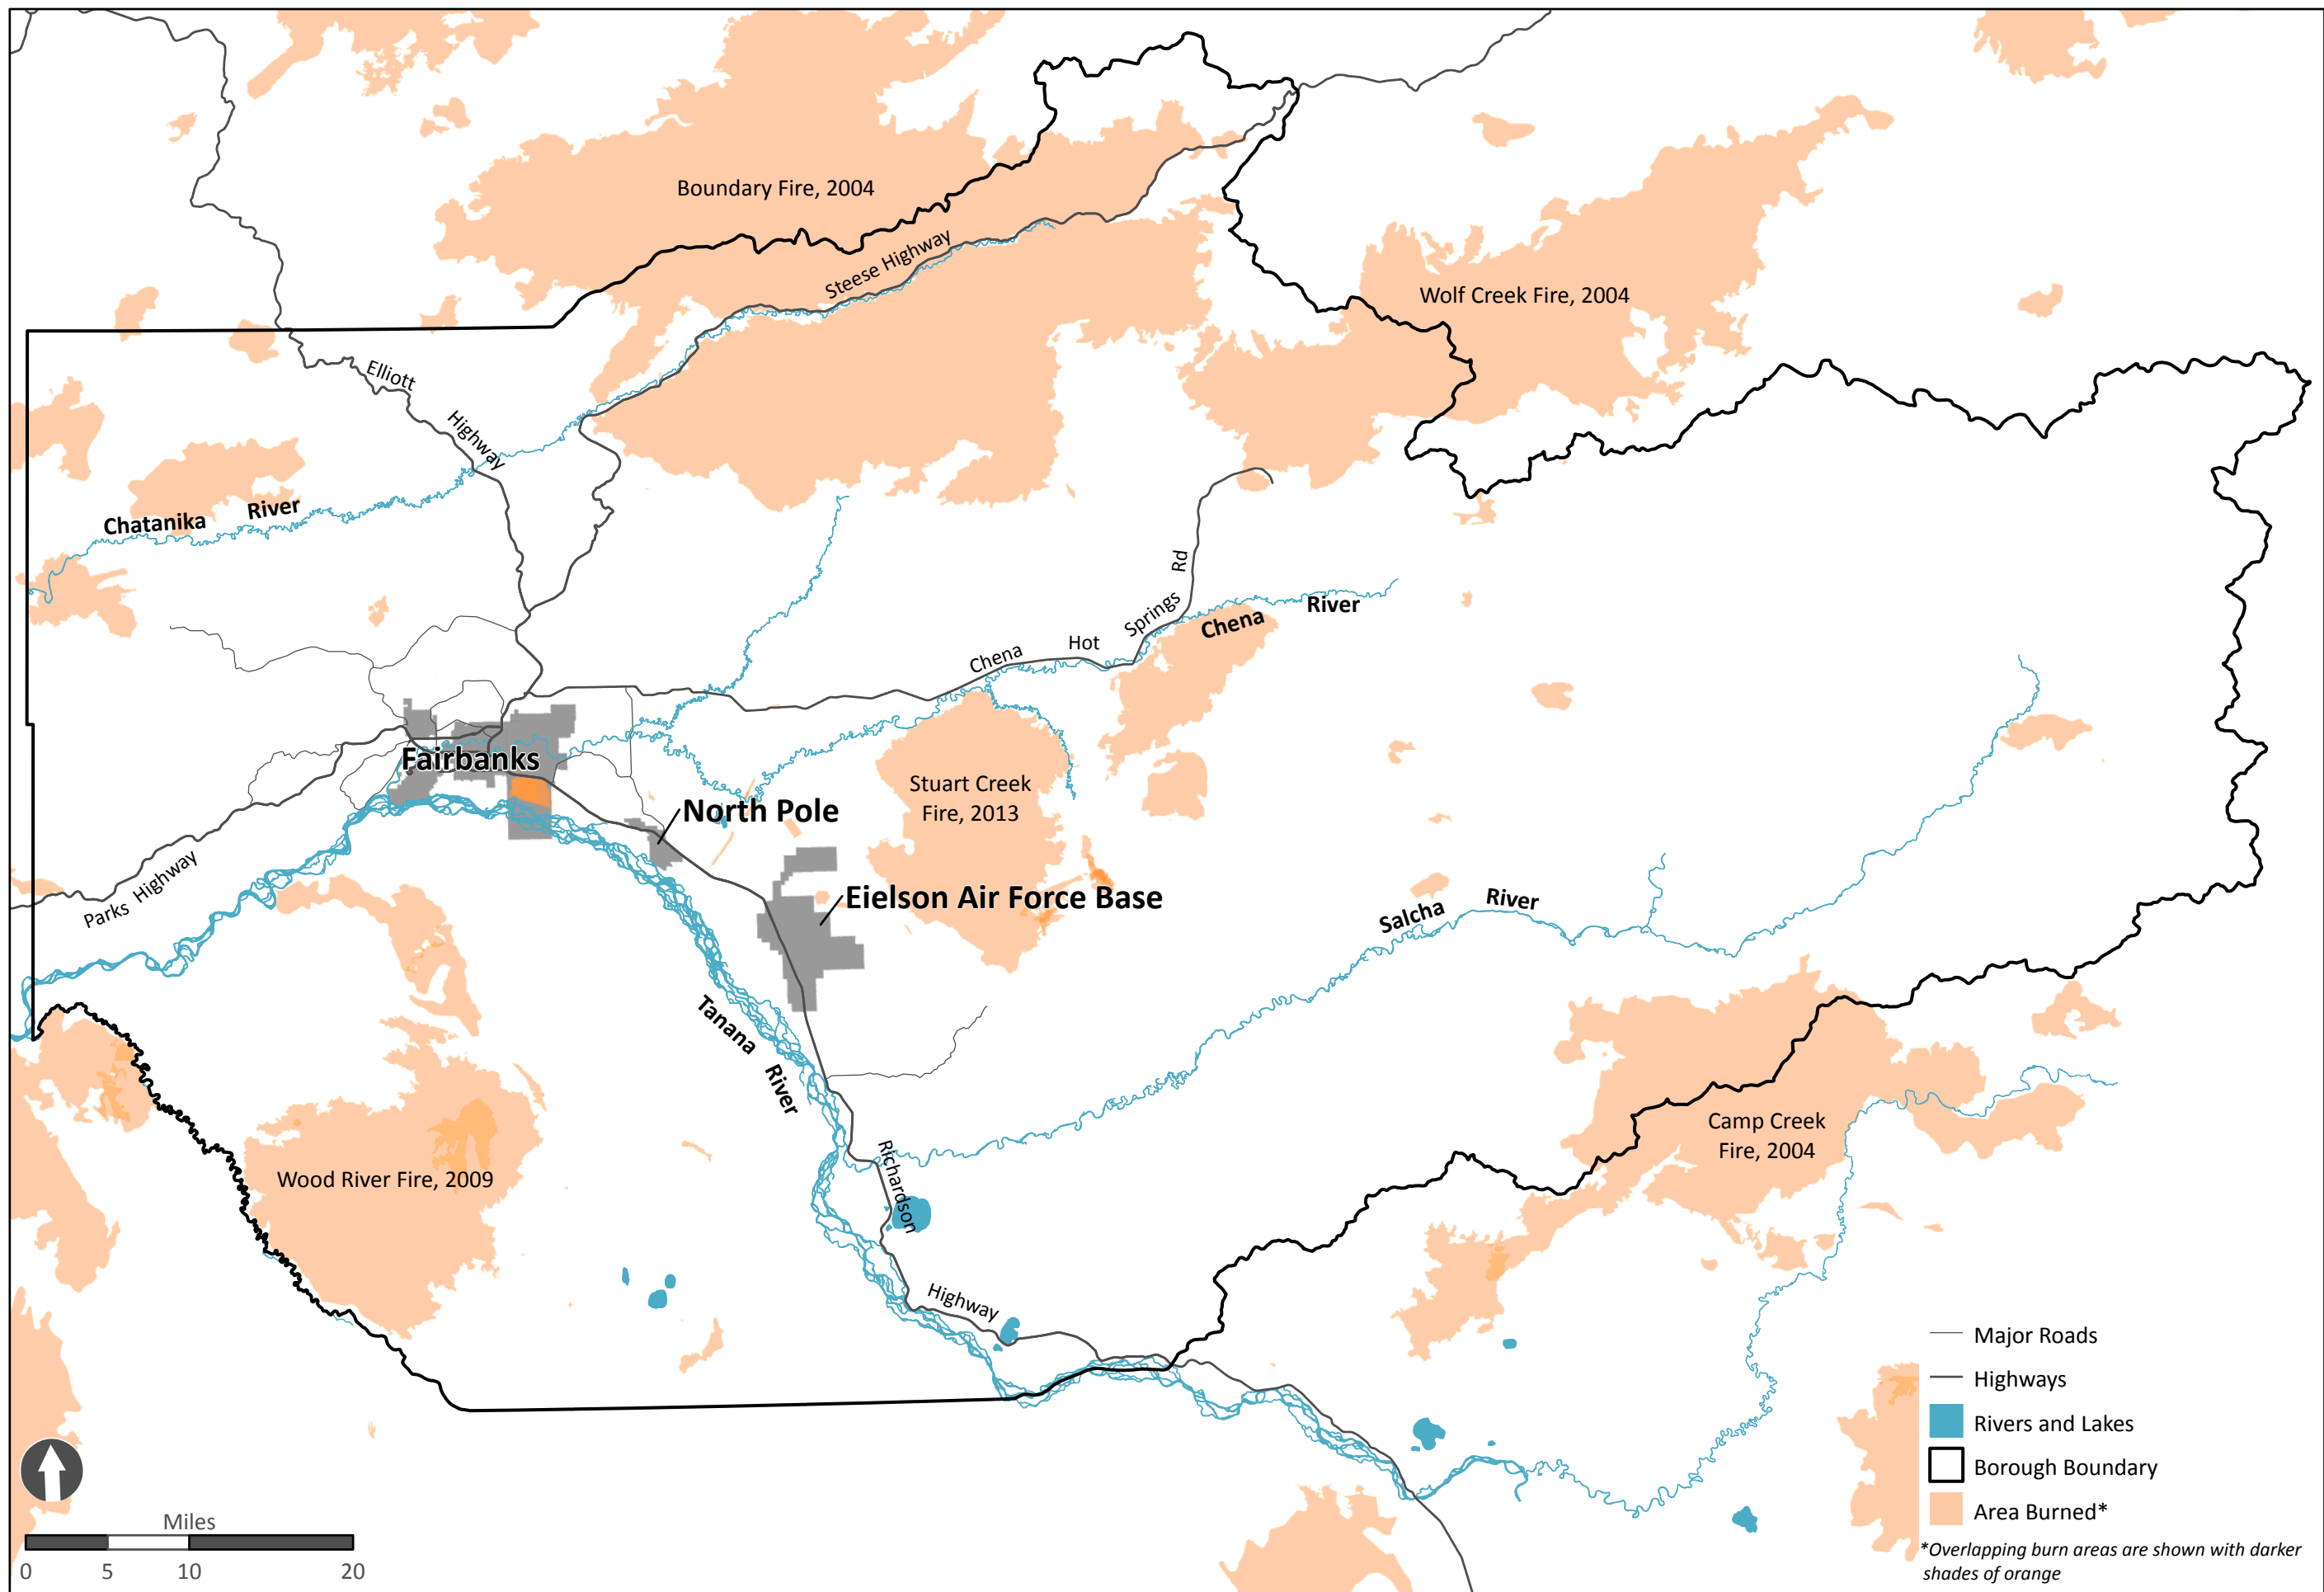 Boundary Fire, 2004
Steese Highway
Wolf Creek Fire, 2004
Elliott
Highway
Chatanika River
Chena Hot Springs Rd
Chena River
Fairbanks
North Pole
Stuart Creek
Fire, 2013
Parks Highway
Eielson Air Force Base
Salcha River
Tanana
River
Camp Creek
Fire, 2004
Wood River Fire, 2009
Richardson
Highway
Major Roads
Highways
Rivers and Lakes
Borough Boundary
Area Burned*
*Overlapping burn areas are shown with darker
shades of orange
Miles
0 5 10 20